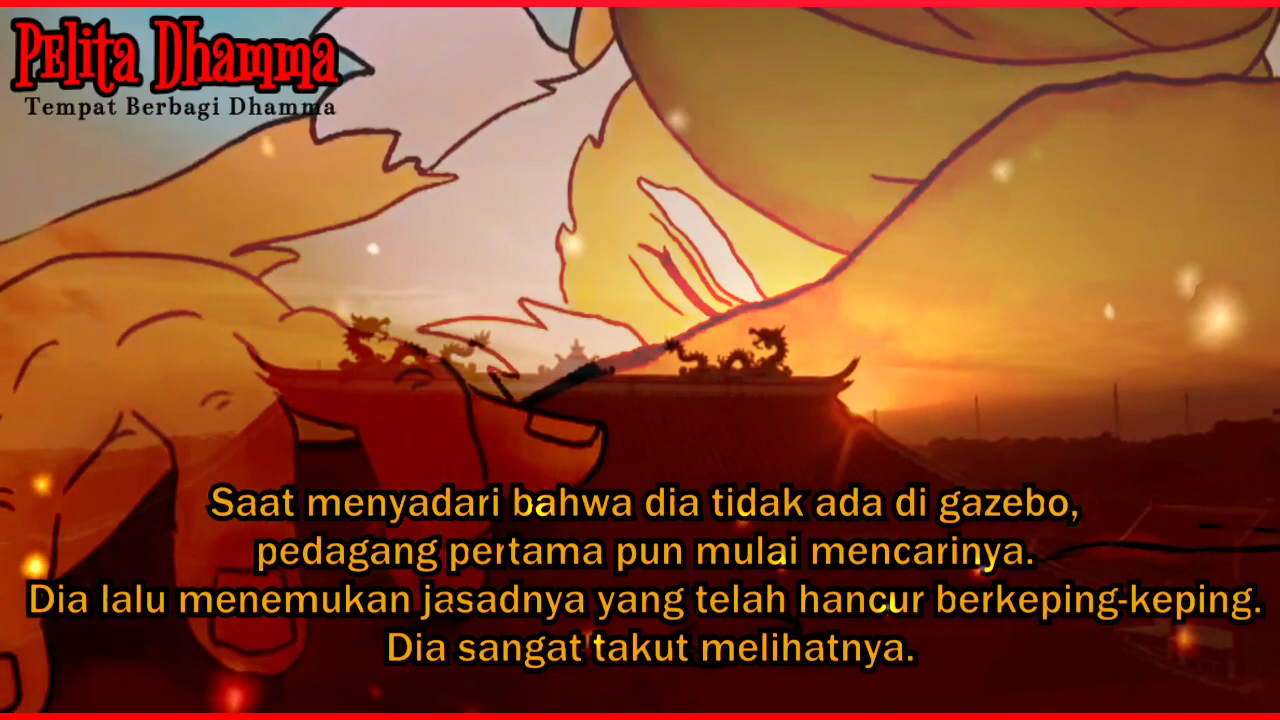 Pelita Dhamma
Tempat Berbagi Dhamma
Saat menyadari bahwa dia tidak ada di gazebo,
pedagang pertama pun mulai mencarinya.
Dia lalu menemukan jasadnya yang telah hancur berkeping-keping.
Dia sangat takut melihatnya.